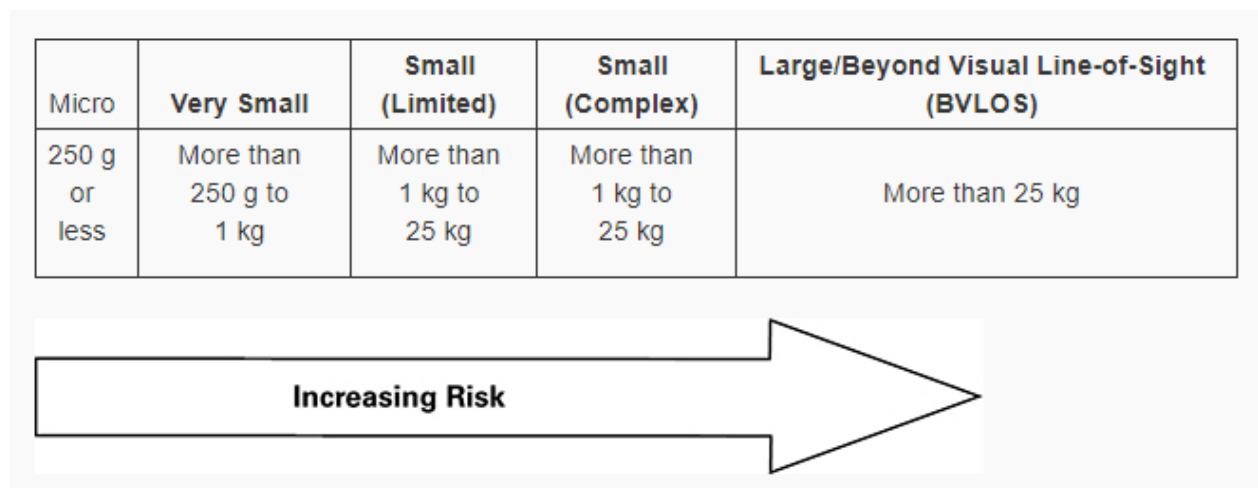 Micro
Very Small
Small
(Limited)
Small
(Complex)
Large/Beyond Visual Line-of-Sight
(BVLOS)
250 g
or
less
More than
250 g to
1 kg
More than
1 kg to
25 kg
More than
1 kg to
25 kg
More than 25 kg
Increasing Risk